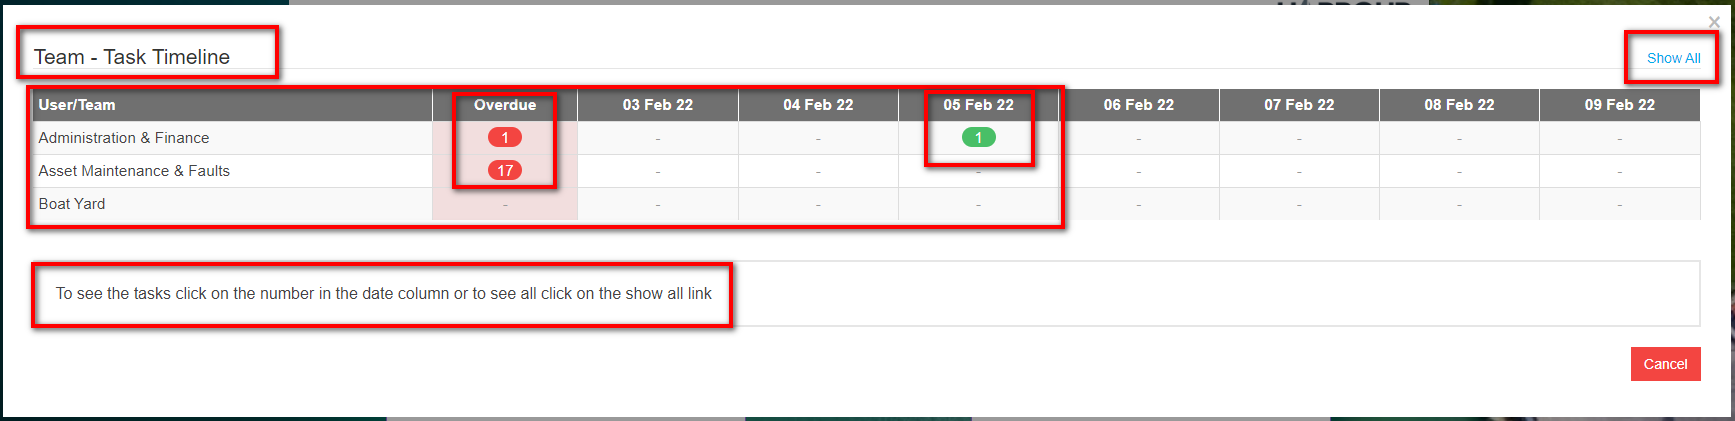 ×
Team - Task Timeline
Show All
User/Team Overdue 03 Feb 22 04 Feb 22 05 Feb 22 06 Feb 22 07 Feb 22 08 Feb 22 09 Feb 22
Administration & Finance 1 - - 1 - - - -
Asset Maintenance & Faults 17 - - - - - - -
Boat Yard - - - - - - - -
To see the tasks click on the number in the date column or to see all click on the show all link
Cancel